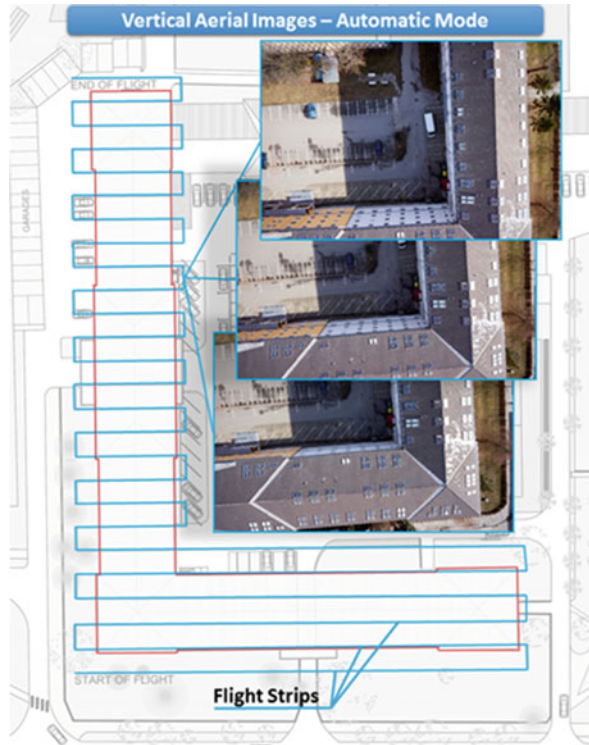 Vertical Aerial Images – Automatic Mode
END OF FLIGHT
GARAGES
START OF FLIGHT
Flight Strips